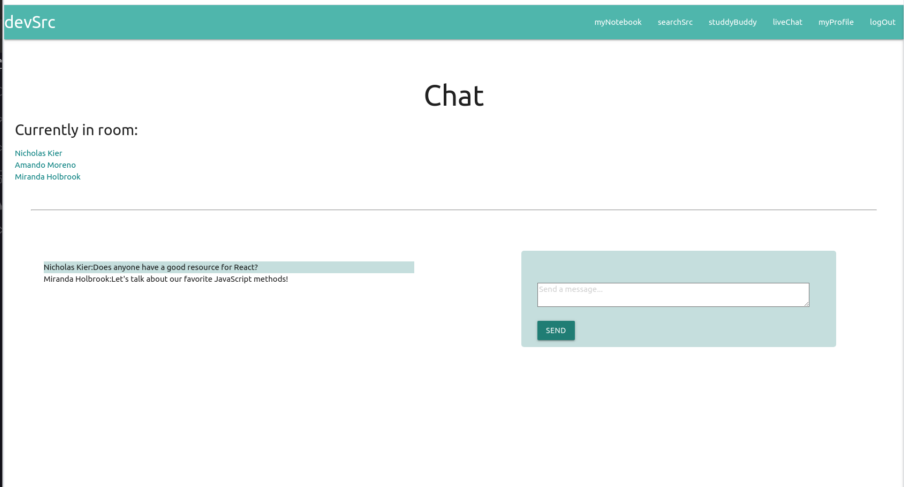 devSrc
myNotebook searchSrc studdyBuddy liveChat myProfile logOut
Chat
Currently in room:
Nicholas Kier
Amando Moreno
Miranda Holbrook
Nicholas Kier:Does anyone have a good resource for React?
Miranda Holbrook:Let's talk about our favorite JavaScript methods!
Send a message...
SEND